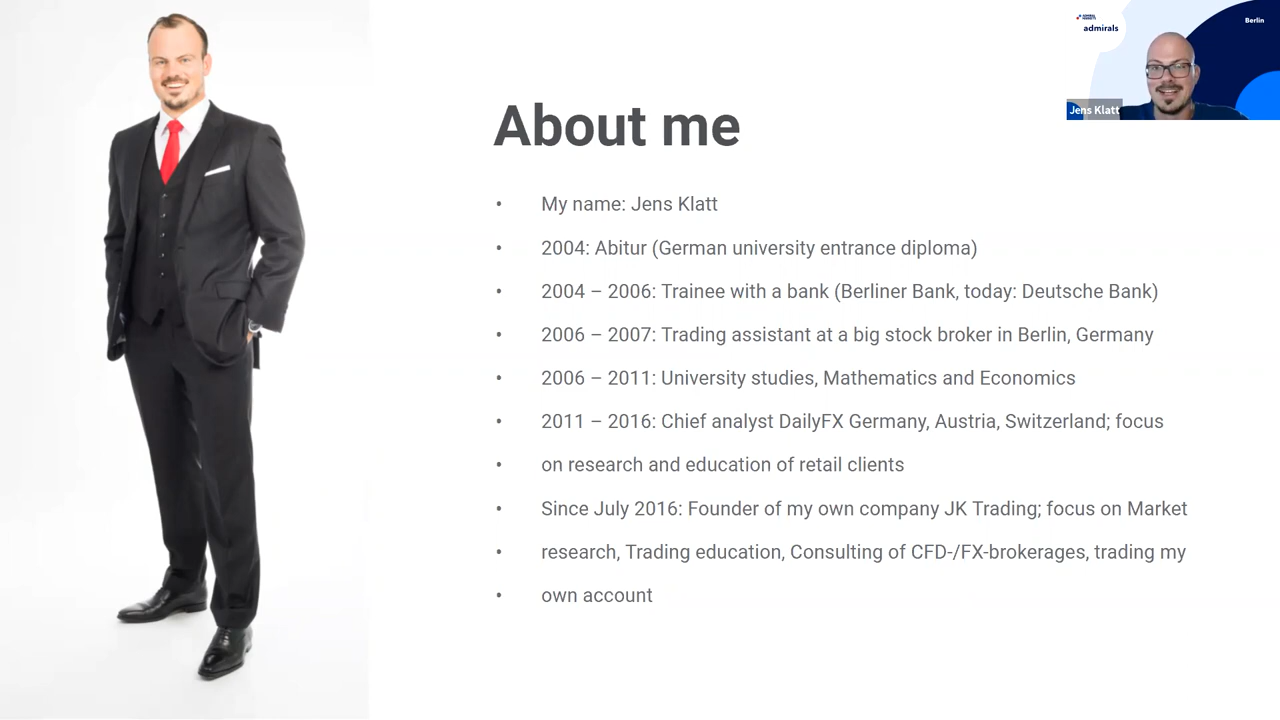 ADMIRAL
MARKETS
admirals
Berlin
Jens Klatt
About me
• My name: Jens Klatt
• 2004: Abitur (German university entrance diploma)
• 2004 – 2006: Trainee with a bank (Berliner Bank, today: Deutsche Bank)
• 2006 – 2007: Trading assistant at a big stock broker in Berlin, Germany
• 2006 – 2011: University studies, Mathematics and Economics
• 2011 – 2016: Chief analyst DailyFX Germany, Austria, Switzerland; focus
• on research and education of retail clients
• Since July 2016: Founder of my own company JK Trading; focus on Market
• research, Trading education, Consulting of CFD-/FX-brokerages, trading my
• own account